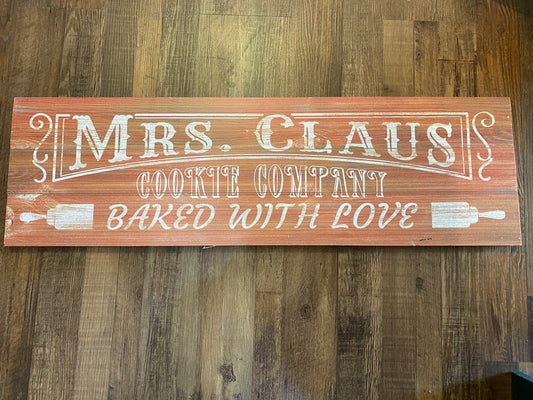 MRS. CLAUS
COOKIE COMPANY
BAKED WITH LOVE